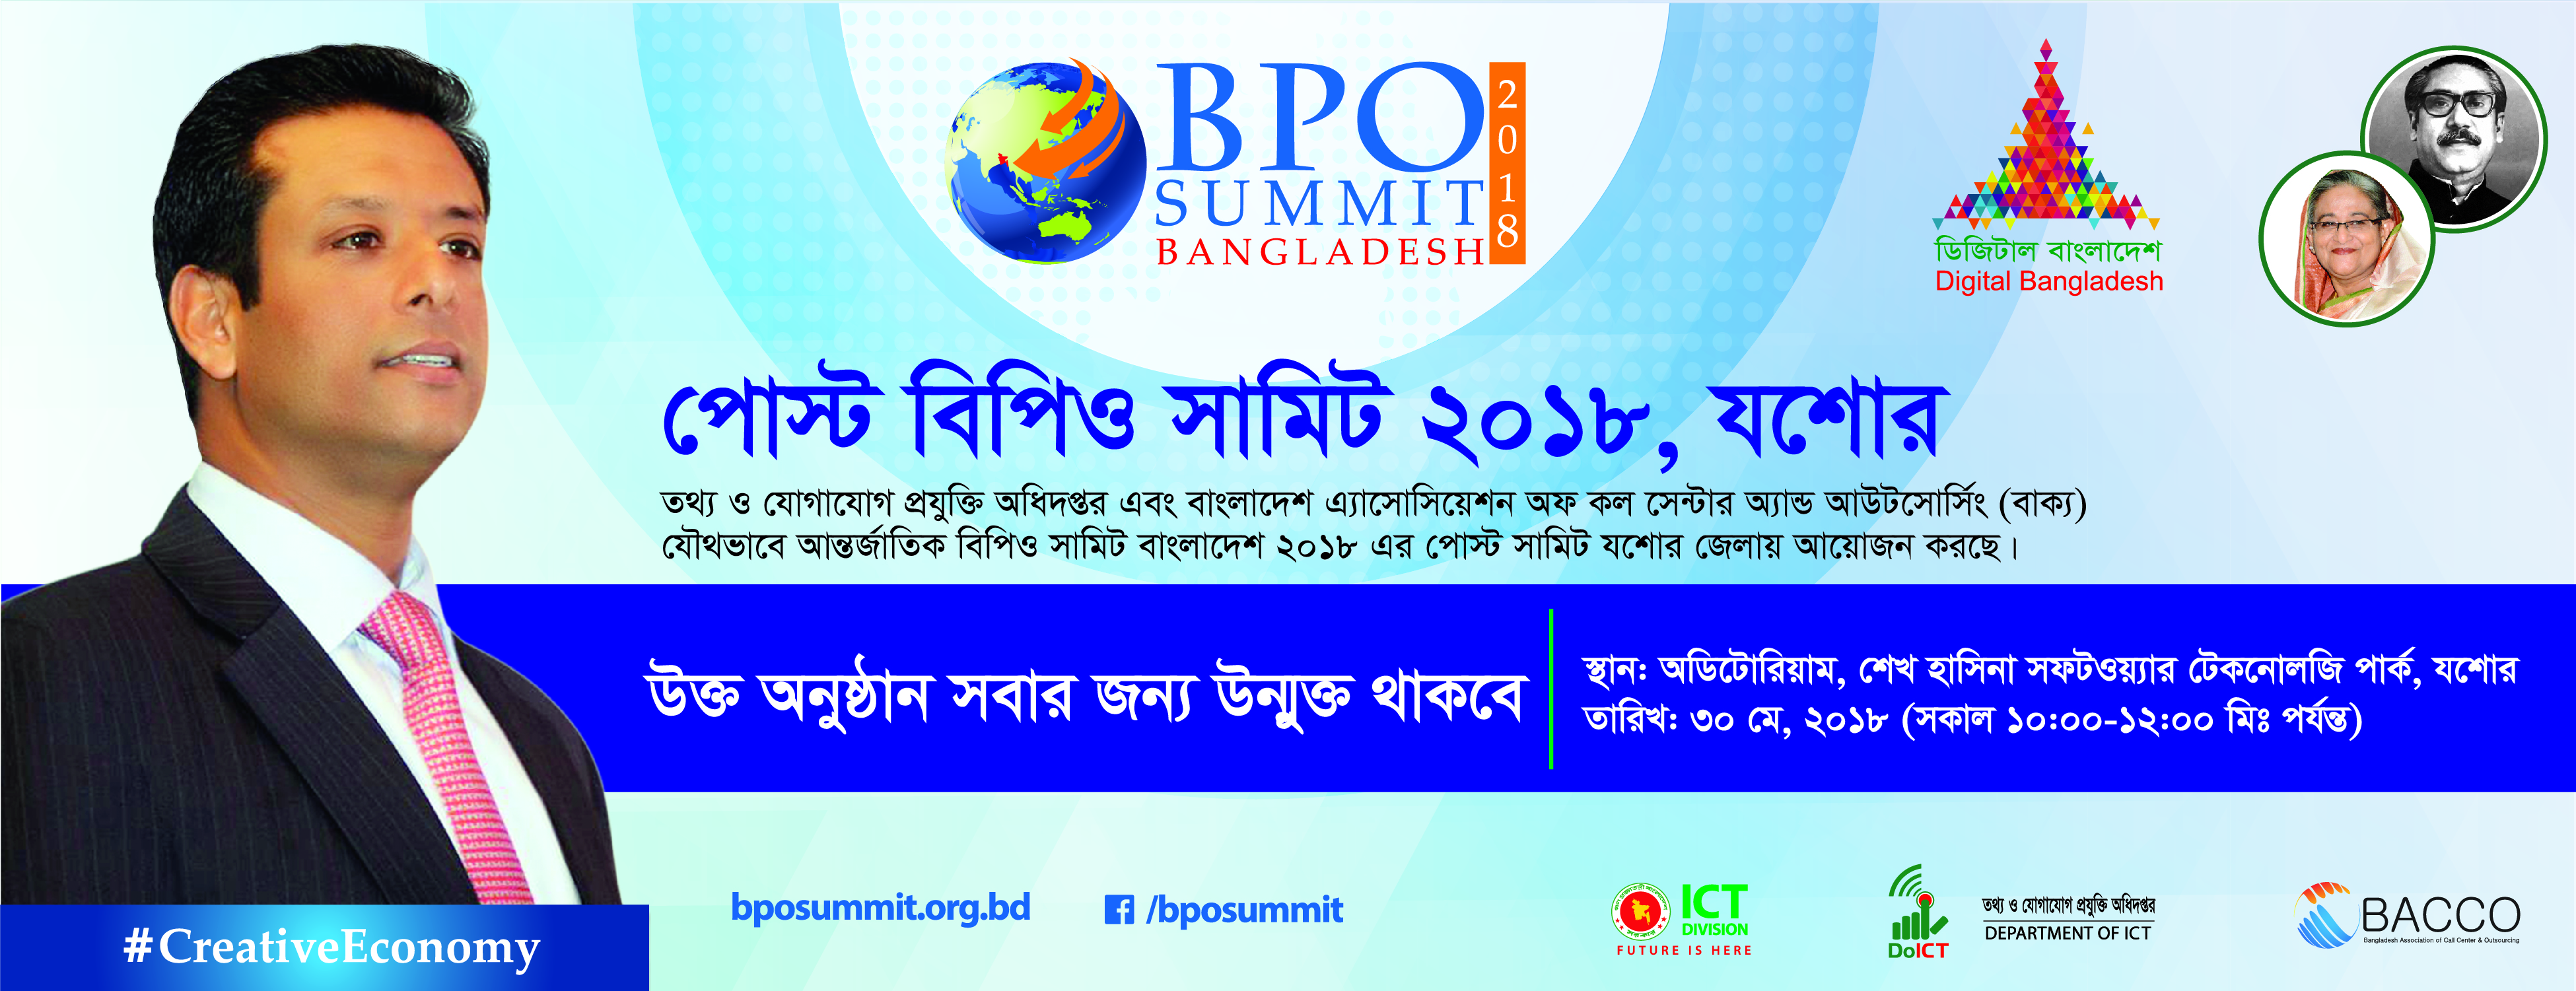 BPO
SUMMIT
BANGLADESH
2018
ডিজিটাল বাংলাদেশ
Digital Bangladesh
পোস্ট বিপিও সামিট ২০১৮, যশোর
তথ্য ও যোগাযোগ প্রযুক্তি অধিদপ্তর এবং বাংলাদেশ এ্যাসোসিয়েশন অফ কল সেন্টার অ্যান্ড আউটসোর্সিং (বাক্য)
যৌথভাবে আন্তর্জাতিক বিপিও সামিট বাংলাদেশ ২০১৮ এর পোস্ট সামিট যশোর জেলায় আয়োজন করছে।
উক্ত অনুষ্ঠান সবার জন্য উন্মুক্ত থাকবে
স্থান: অডিটোরিয়াম, শেখ হাসিনা সফটওয়্যার টেকনোলজি পার্ক, যশোর
তারিখ: ৩০ মে, ২০১৮ (সকাল ১০:০০-১২:০০ মিঃ পর্যন্ত)
#CreativeEconomy
bposummit.org.bd
/bposummit
ICT
DIVISION
FUTURE IS HERE
DoICT
তথ্য ও যোগাযোগ প্রযুক্তি অধিদপ্তর
DEPARTMENT OF ICT
BACCO
Bangladesh Association of Call Center & Outsourcing